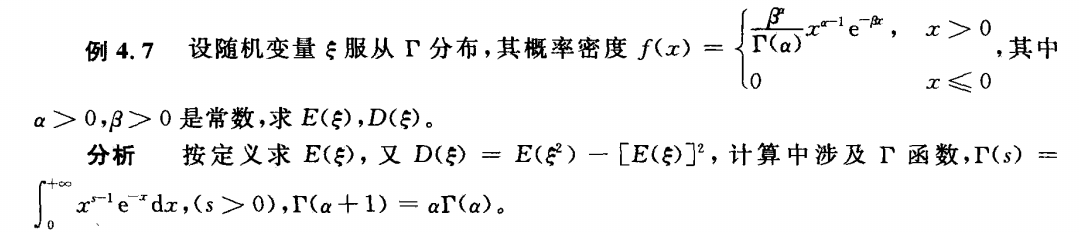 例 4.7 设随机变量 ξ 服从 Γ 分布,其概率密度 f(x) = { β^α/Γ(α) x^(α−1) e^(−βx), x > 0; 0 x ≤ 0 ,其中
α > 0,β > 0 是常数,求 E(ξ),D(ξ)。
分析 按定义求 E(ξ), 又 D(ξ) = E(ξ²) − [E(ξ)]², 计算中涉及 Γ 函数,Γ(s) =
∫₀^(+∞) x^(s−1) e^(−x) dx,(s > 0),Γ(α+1) = αΓ(α)。